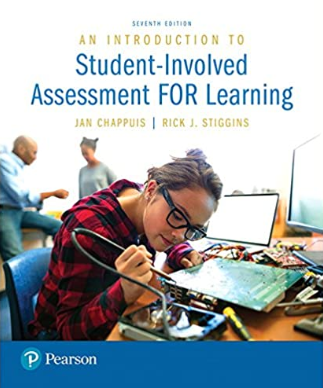 SEVENTH EDITION
AN INTRODUCTION TO
Student-Involved
Assessment FOR Learning
JAN CHAPPUIS | RICK J. STIGGINS
P Pearson